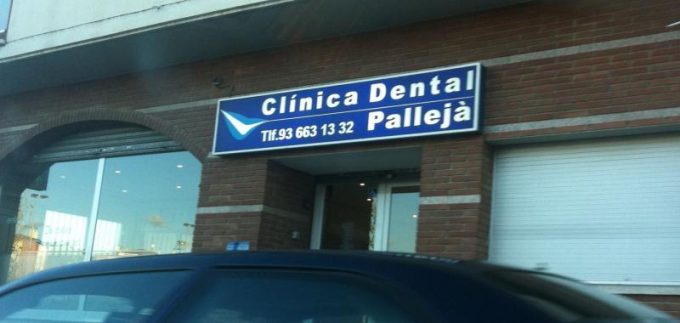 Clínica Dental
Tlf.93 663 13 32 Pallejà